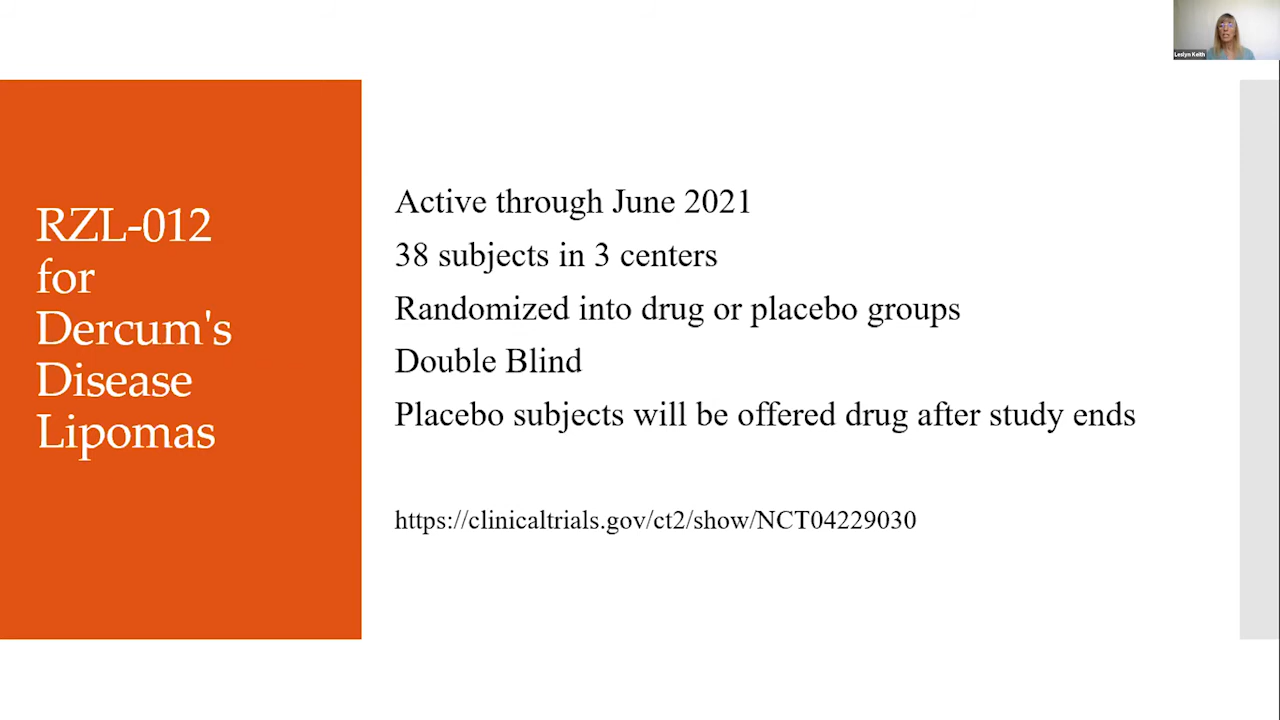 Leslyn Keith
RZL-012
for
Dercum's
Disease
Lipomas
Active through June 2021
38 subjects in 3 centers
Randomized into drug or placebo groups
Double Blind
Placebo subjects will be offered drug after study ends
https://clinicaltrials.gov/ct2/show/NCT04229030